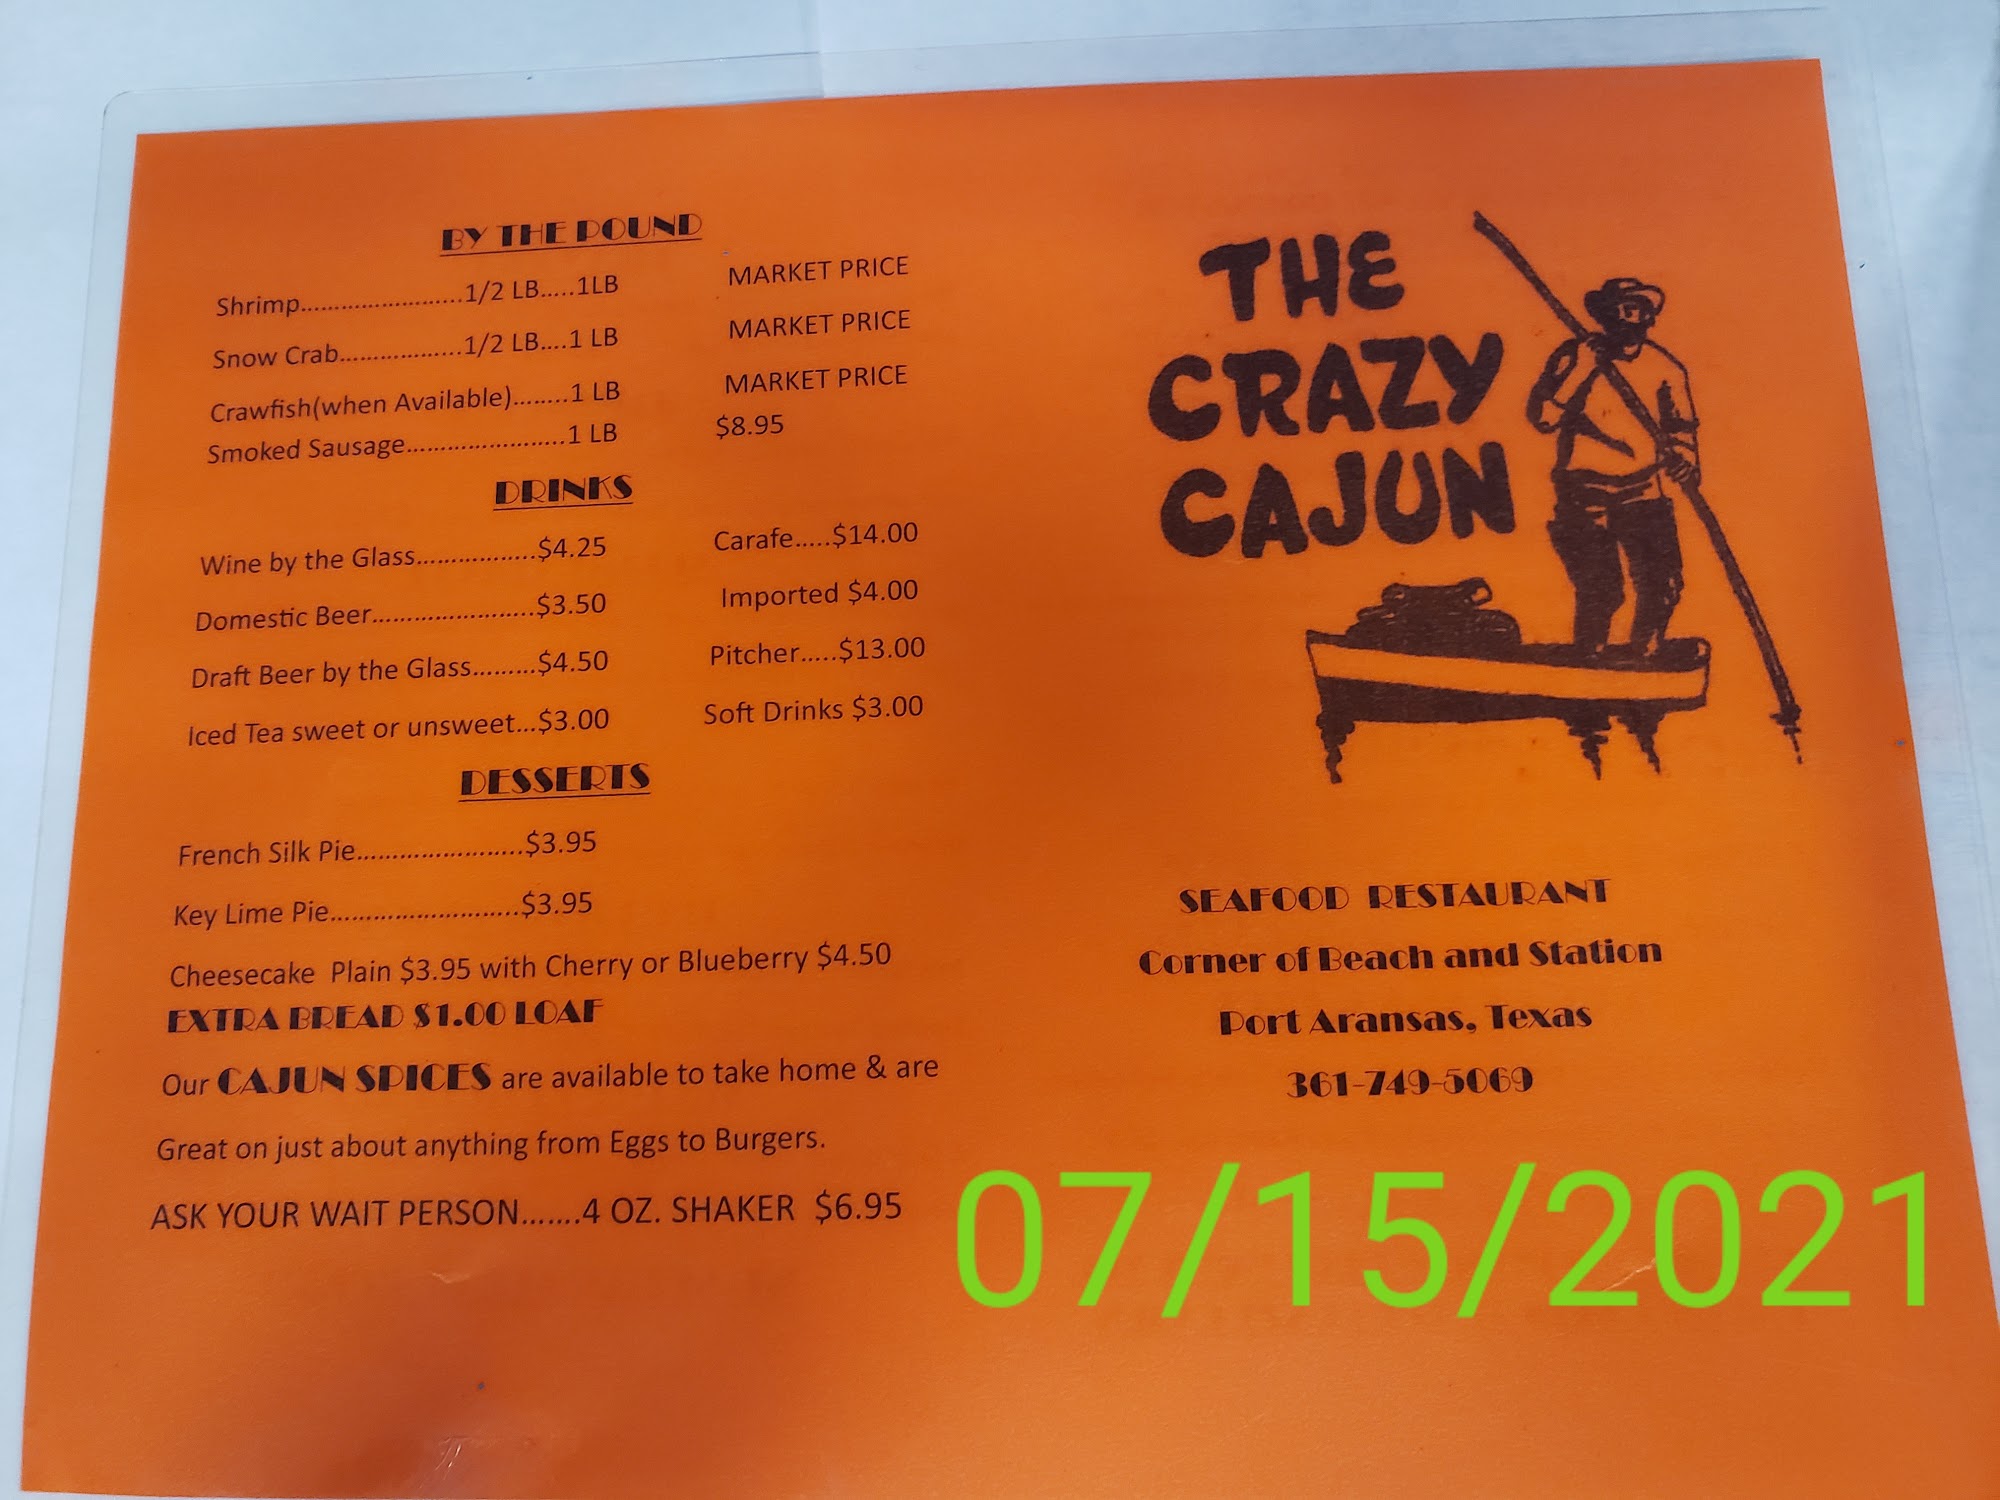 BY THE POUND
Shrimp........................1/2 LB.....1LB MARKET PRICE
Snow Crab..................1/2 LB....1 LB MARKET PRICE
Crawfish(when Available)........1 LB MARKET PRICE
Smoked Sausage.......................1 LB $8.95
DRINKS
Wine by the Glass.................$4.25 Carafe.....$14.00
Domestic Beer.......................$3.50 Imported $4.00
Draft Beer by the Glass.........$4.50 Pitcher.....$13.00
Iced Tea sweet or unsweet...$3.00 Soft Drinks $3.00
DESSERTS
French Silk Pie........................$3.95
Key Lime Pie...........................$3.95
Cheesecake Plain $3.95 with Cherry or Blueberry $4.50
EXTRA BREAD $1.00 LOAF
Our CAJUN SPICES are available to take home & are
Great on just about anything from Eggs to Burgers.
ASK YOUR WAIT PERSON.......4 OZ. SHAKER $6.95
THE
CRAZY
CAJUN
SEAFOOD RESTAURANT
Corner of Beach and Station
Port Aransas, Texas
361-749-5069
07/15/2021